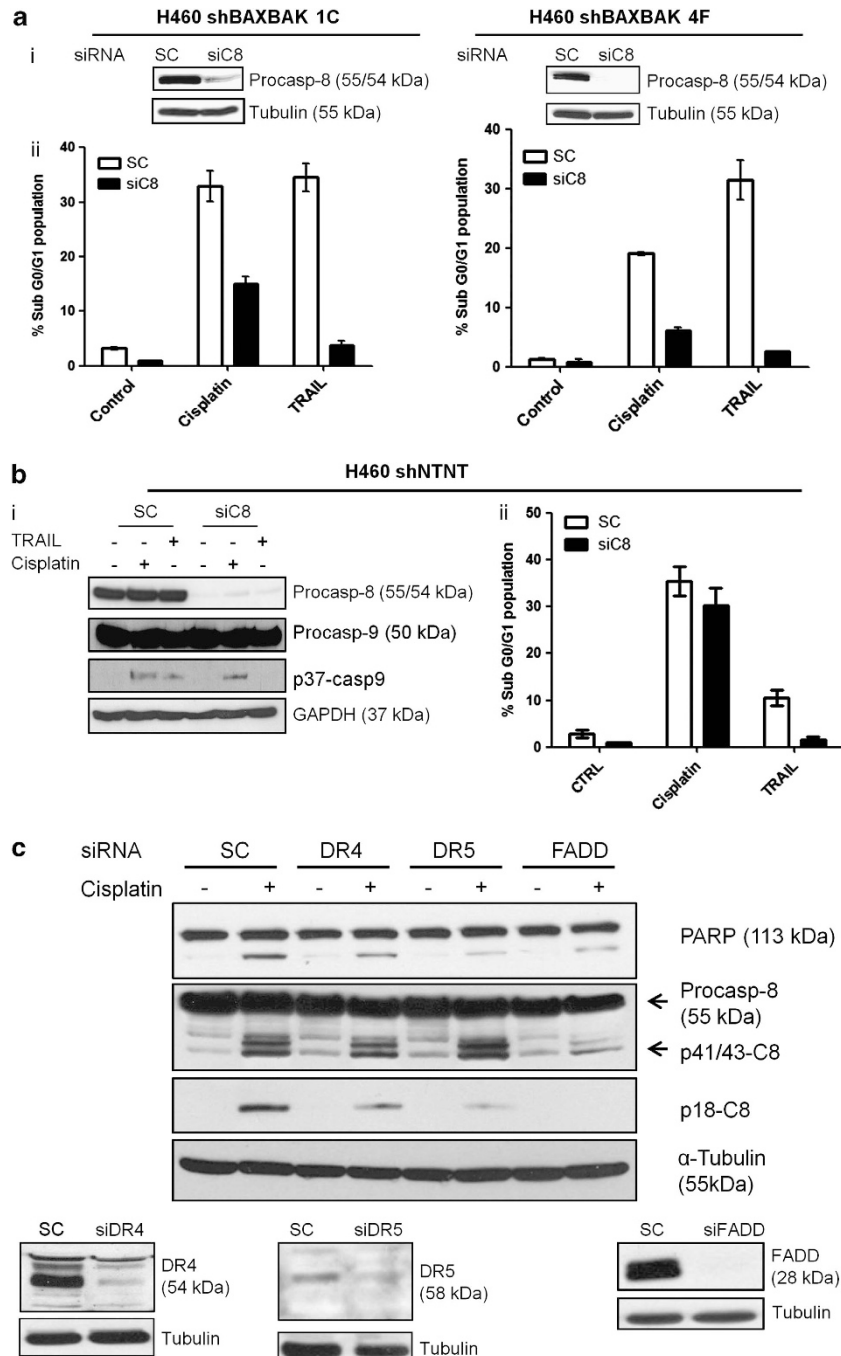 a
H460 shBAXBAK 1C
H460 shBAXBAK 4F
i
siRNA SC siC8
Procasp-8 (55/54 kDa)
Tubulin (55 kDa)
siRNA SC siC8
Procasp-8 (55/54 kDa)
Tubulin (55 kDa)
ii
% Sub G0/G1 population
40
30
20
10
0
SC
siC8
Control
Cisplatin
TRAIL
% Sub G0/G1 population
40
30
20
10
0
SC
siC8
Control
Cisplatin
TRAIL
b
H460 shNTNT
i
SC siC8
TRAIL - - + - - +
Cisplatin - + - - + -
Procasp-8 (55/54 kDa)
Procasp-9 (50 kDa)
p37-casp9
GAPDH (37 kDa)
ii
% Sub G0/G1 population
50
40
30
20
10
0
SC
siC8
CTRL
Cisplatin
TRAIL
c
siRNA SC DR4 DR5 FADD
Cisplatin - + - + - + - +
PARP (113 kDa)
Procasp-8
(55 kDa)
p41/43-C8
p18-C8
α-Tubulin
(55kDa)
SC siDR4
DR4
(54 kDa)
Tubulin
SC siDR5
DR5
(58 kDa)
Tubulin
SC siFADD
FADD
(28 kDa)
Tubulin